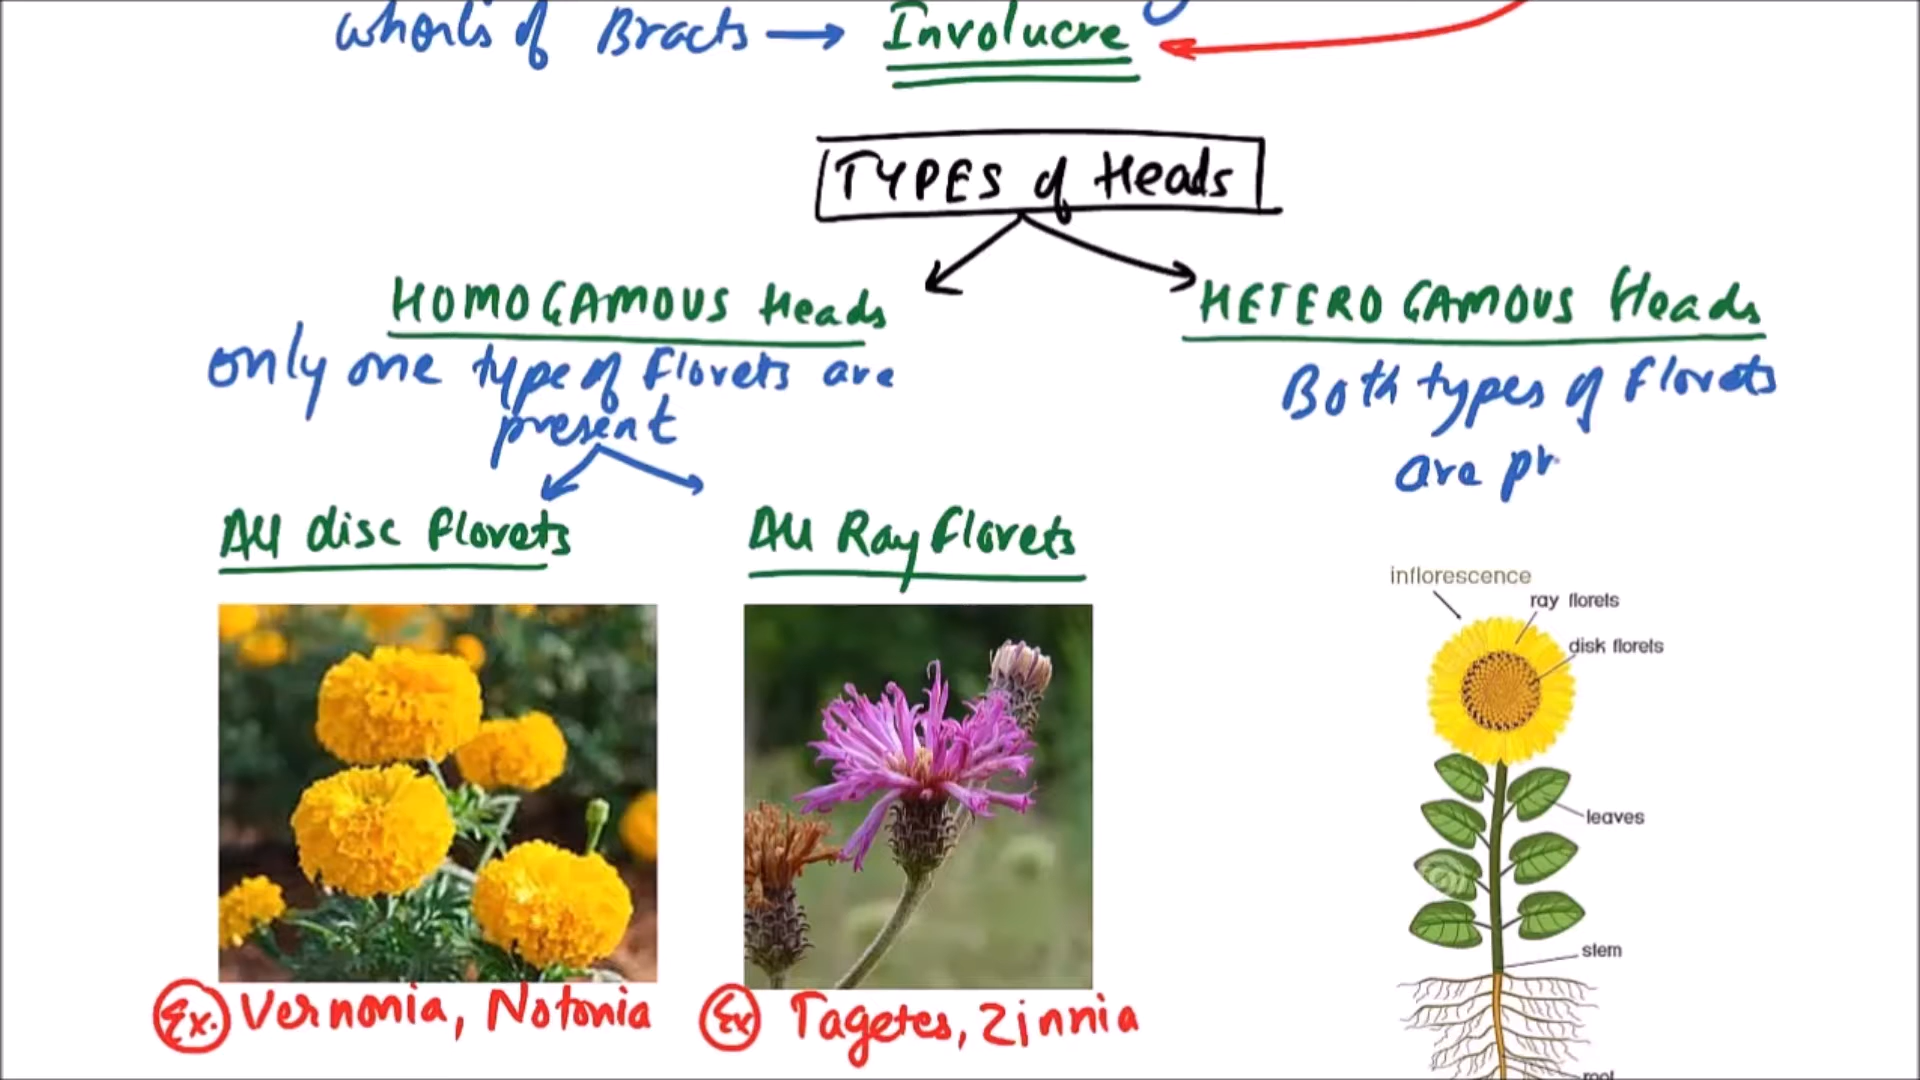 whorls of Bracts → Involucre
TYPES of Heads
HOMOGAMOUS Heads
HETEROGAMOUS Heads
only one type of florets are
present
Both types of florets
are pr
All disc florets
All Ray florets
inflorescence
ray florets
disk florets
leaves
stem
root
Ex. Vernonia, Notonia
Ex Tagetes, Zinnia